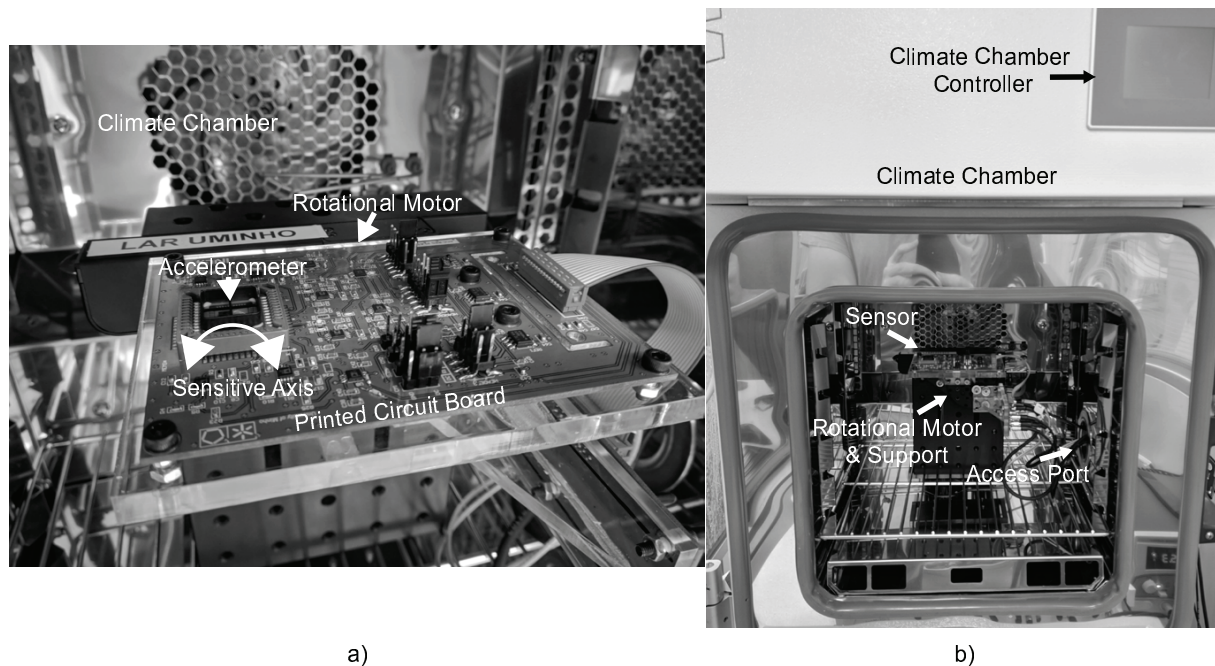 Climate Chamber
Rotational Motor
LAR UMINHO
Accelerometer
Sensitive Axis
Printed Circuit Board
a)
Climate Chamber
Controller
Climate Chamber
Sensor
Rotational Motor
& Support
Access Port
b)